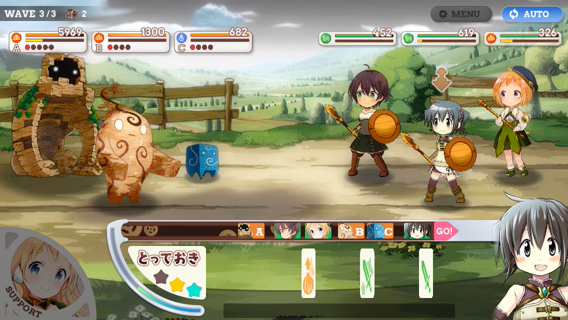 WAVE 3/3 2
MENU
AUTO
5969
A
1300
B
682
C
452
619
326
A
B
C
GO!
とっておき
SUPPORT